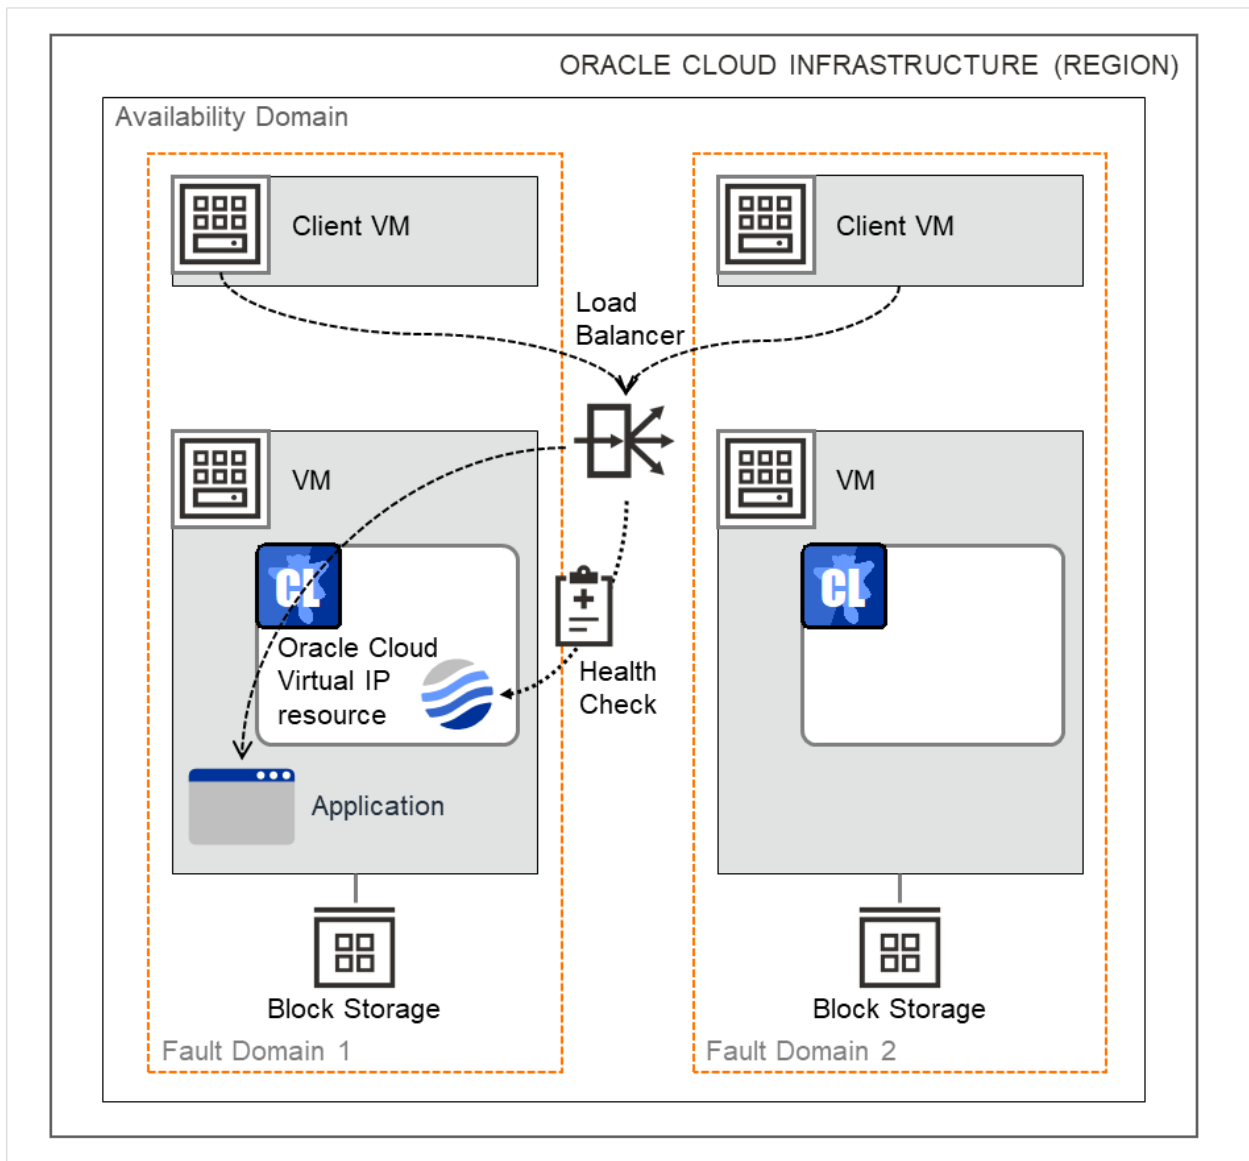 ORACLE CLOUD INFRASTRUCTURE (REGION)
Availability Domain
Client VM
Client VM
Load
Balancer
VM
VM
CL
CL
Oracle Cloud
Virtual IP
resource
Health
Check
Application
Block Storage
Block Storage
Fault Domain 1
Fault Domain 2